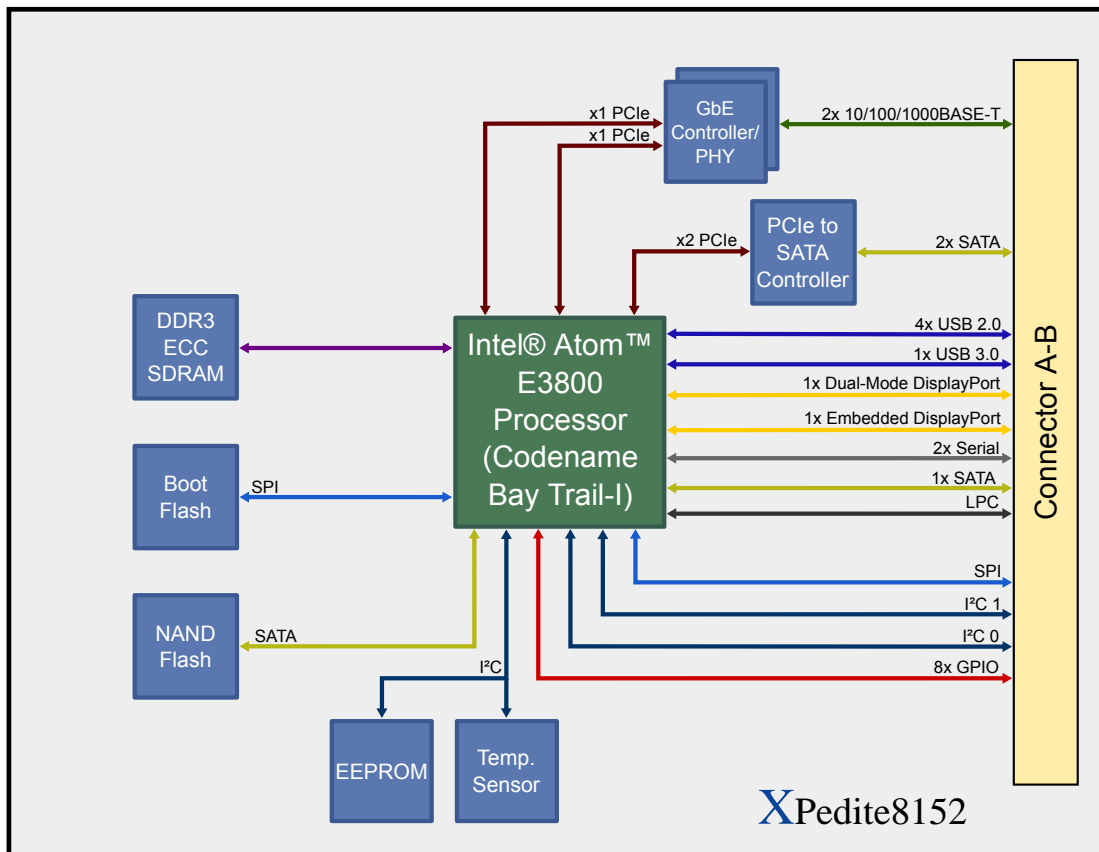 x1 PCIe
x1 PCIe
GbE
Controller/
PHY
2x 10/100/1000BASE-T
x2 PCIe
PCIe to
SATA
Controller
2x SATA
DDR3
ECC
SDRAM
Intel® Atom™
E3800
Processor
(Codename
Bay Trail-I)
4x USB 2.0
1x USB 3.0
1x Dual-Mode DisplayPort
1x Embedded DisplayPort
2x Serial
1x SATA
LPC
Connector A-B
Boot
Flash
SPI
SPI
I²C 1
I²C 0
8x GPIO
NAND
Flash
SATA
I²C
EEPROM
Temp.
Sensor
XPedite8152